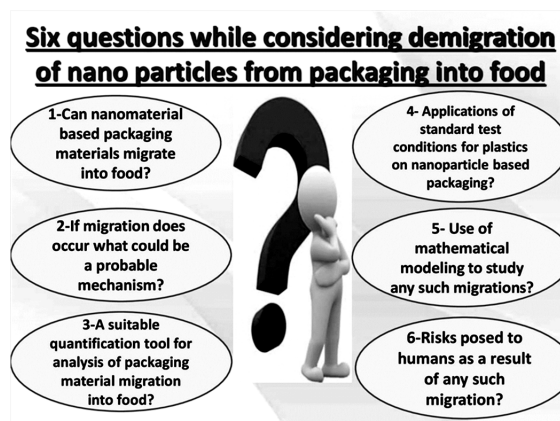 Six questions while considering demigration
of nano particles from packaging into food
1-Can nanomaterial
based packaging
materials migrate
into food?
2-If migration does
occur what could be
a probable
mechanism?
3-A suitable
quantification tool for
analysis of packaging
material migration
into food?
4- Applications of
standard test
conditions for plastics
on nanoparticle based
packaging?
5- Use of
mathematical
modeling to study
any such migrations?
6-Risks posed to
humans as a result
of any such
migration?